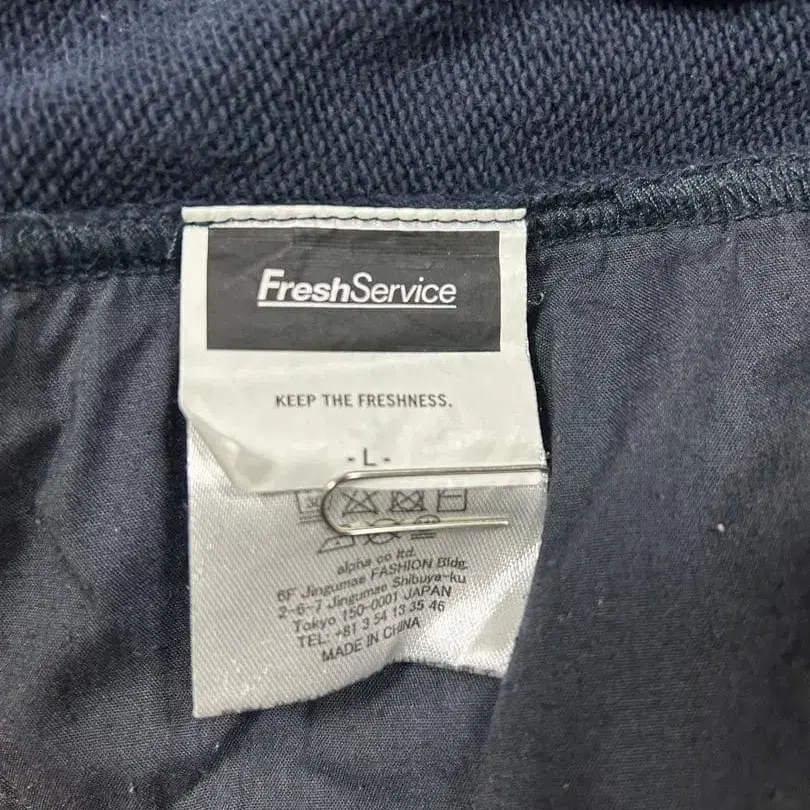 FreshService
KEEP THE FRESHNESS.
- L -
alpha co ltd.
6F Jingumae FASHION Bldg.
2-6-7 Jingumae Shibuya-ku
Tokyo 150-0001 JAPAN
TEL: +81 3 54 13 35 46
MADE IN CHINA